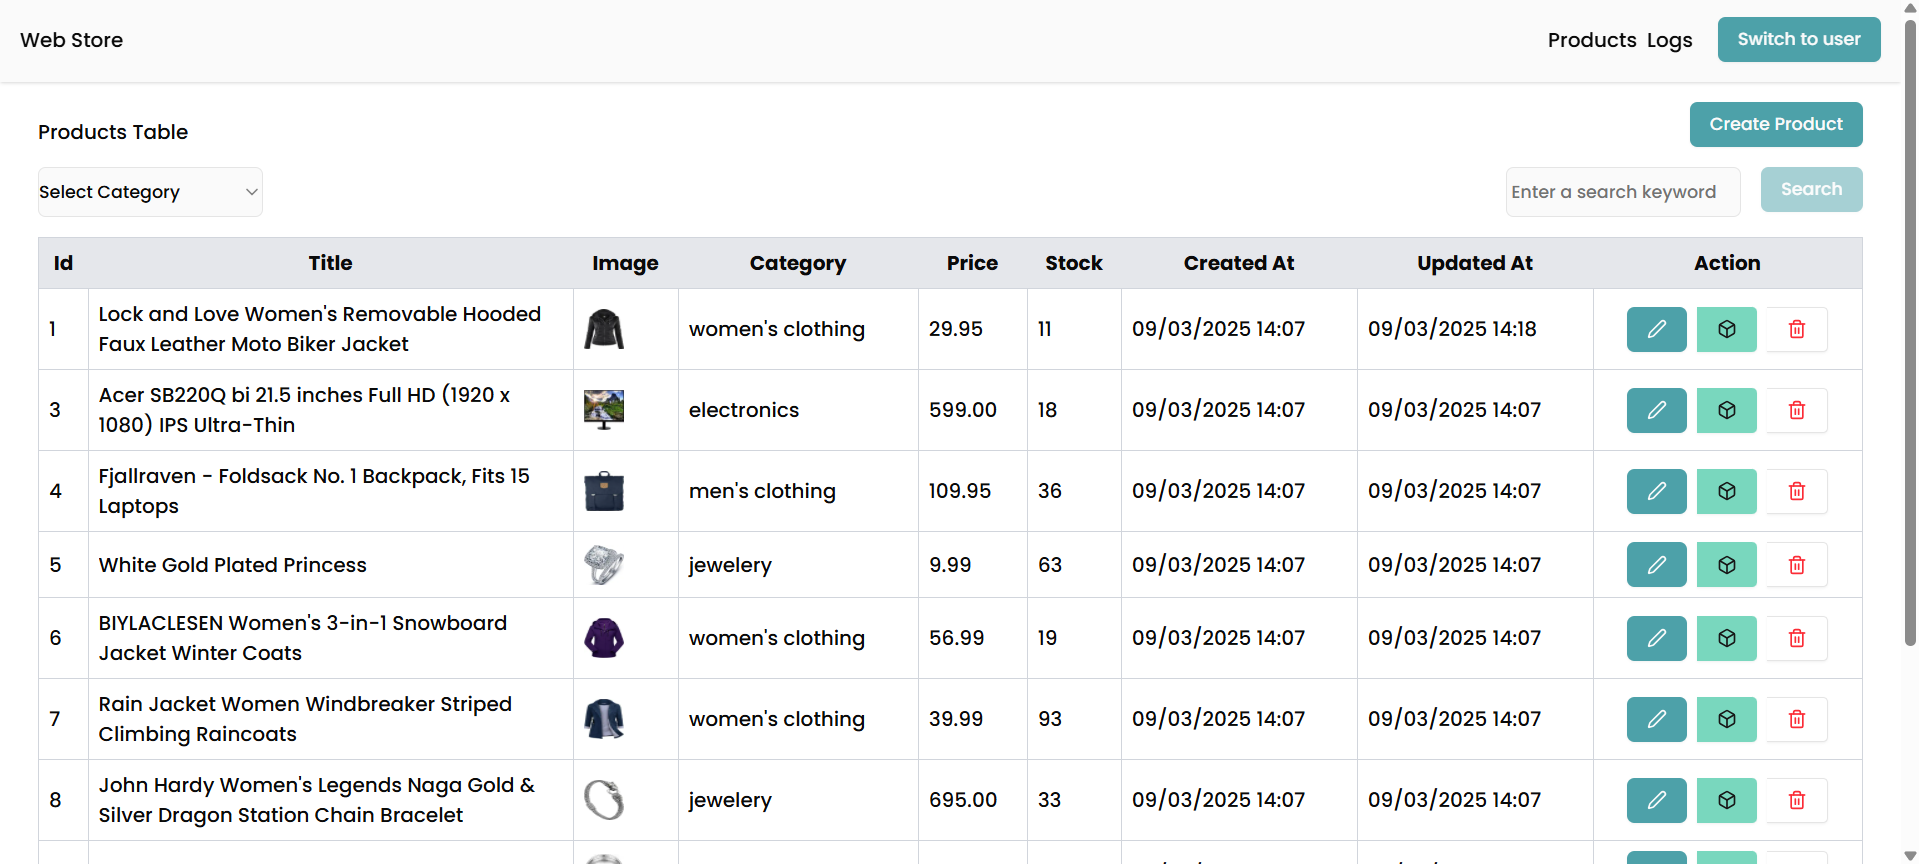 Web Store
Products Logs Switch to user
Products Table
Create Product
Select Category
Enter a search keyword
Search
Id Title Image Category Price Stock Created At Updated At Action
1 Lock and Love Women's Removable Hooded
Faux Leather Moto Biker Jacket
women's clothing 29.95 11 09/03/2025 14:07 09/03/2025 14:18
3 Acer SB220Q bi 21.5 inches Full HD (1920 x
1080) IPS Ultra-Thin
electronics 599.00 18 09/03/2025 14:07 09/03/2025 14:07
4 Fjallraven - Foldsack No. 1 Backpack, Fits 15
Laptops
men's clothing 109.95 36 09/03/2025 14:07 09/03/2025 14:07
5 White Gold Plated Princess jewelery 9.99 63 09/03/2025 14:07 09/03/2025 14:07
6 BIYLACLESEN Women's 3-in-1 Snowboard
Jacket Winter Coats
women's clothing 56.99 19 09/03/2025 14:07 09/03/2025 14:07
7 Rain Jacket Women Windbreaker Striped
Climbing Raincoats
women's clothing 39.99 93 09/03/2025 14:07 09/03/2025 14:07
8 John Hardy Women's Legends Naga Gold &
Silver Dragon Station Chain Bracelet
jewelery 695.00 33 09/03/2025 14:07 09/03/2025 14:07